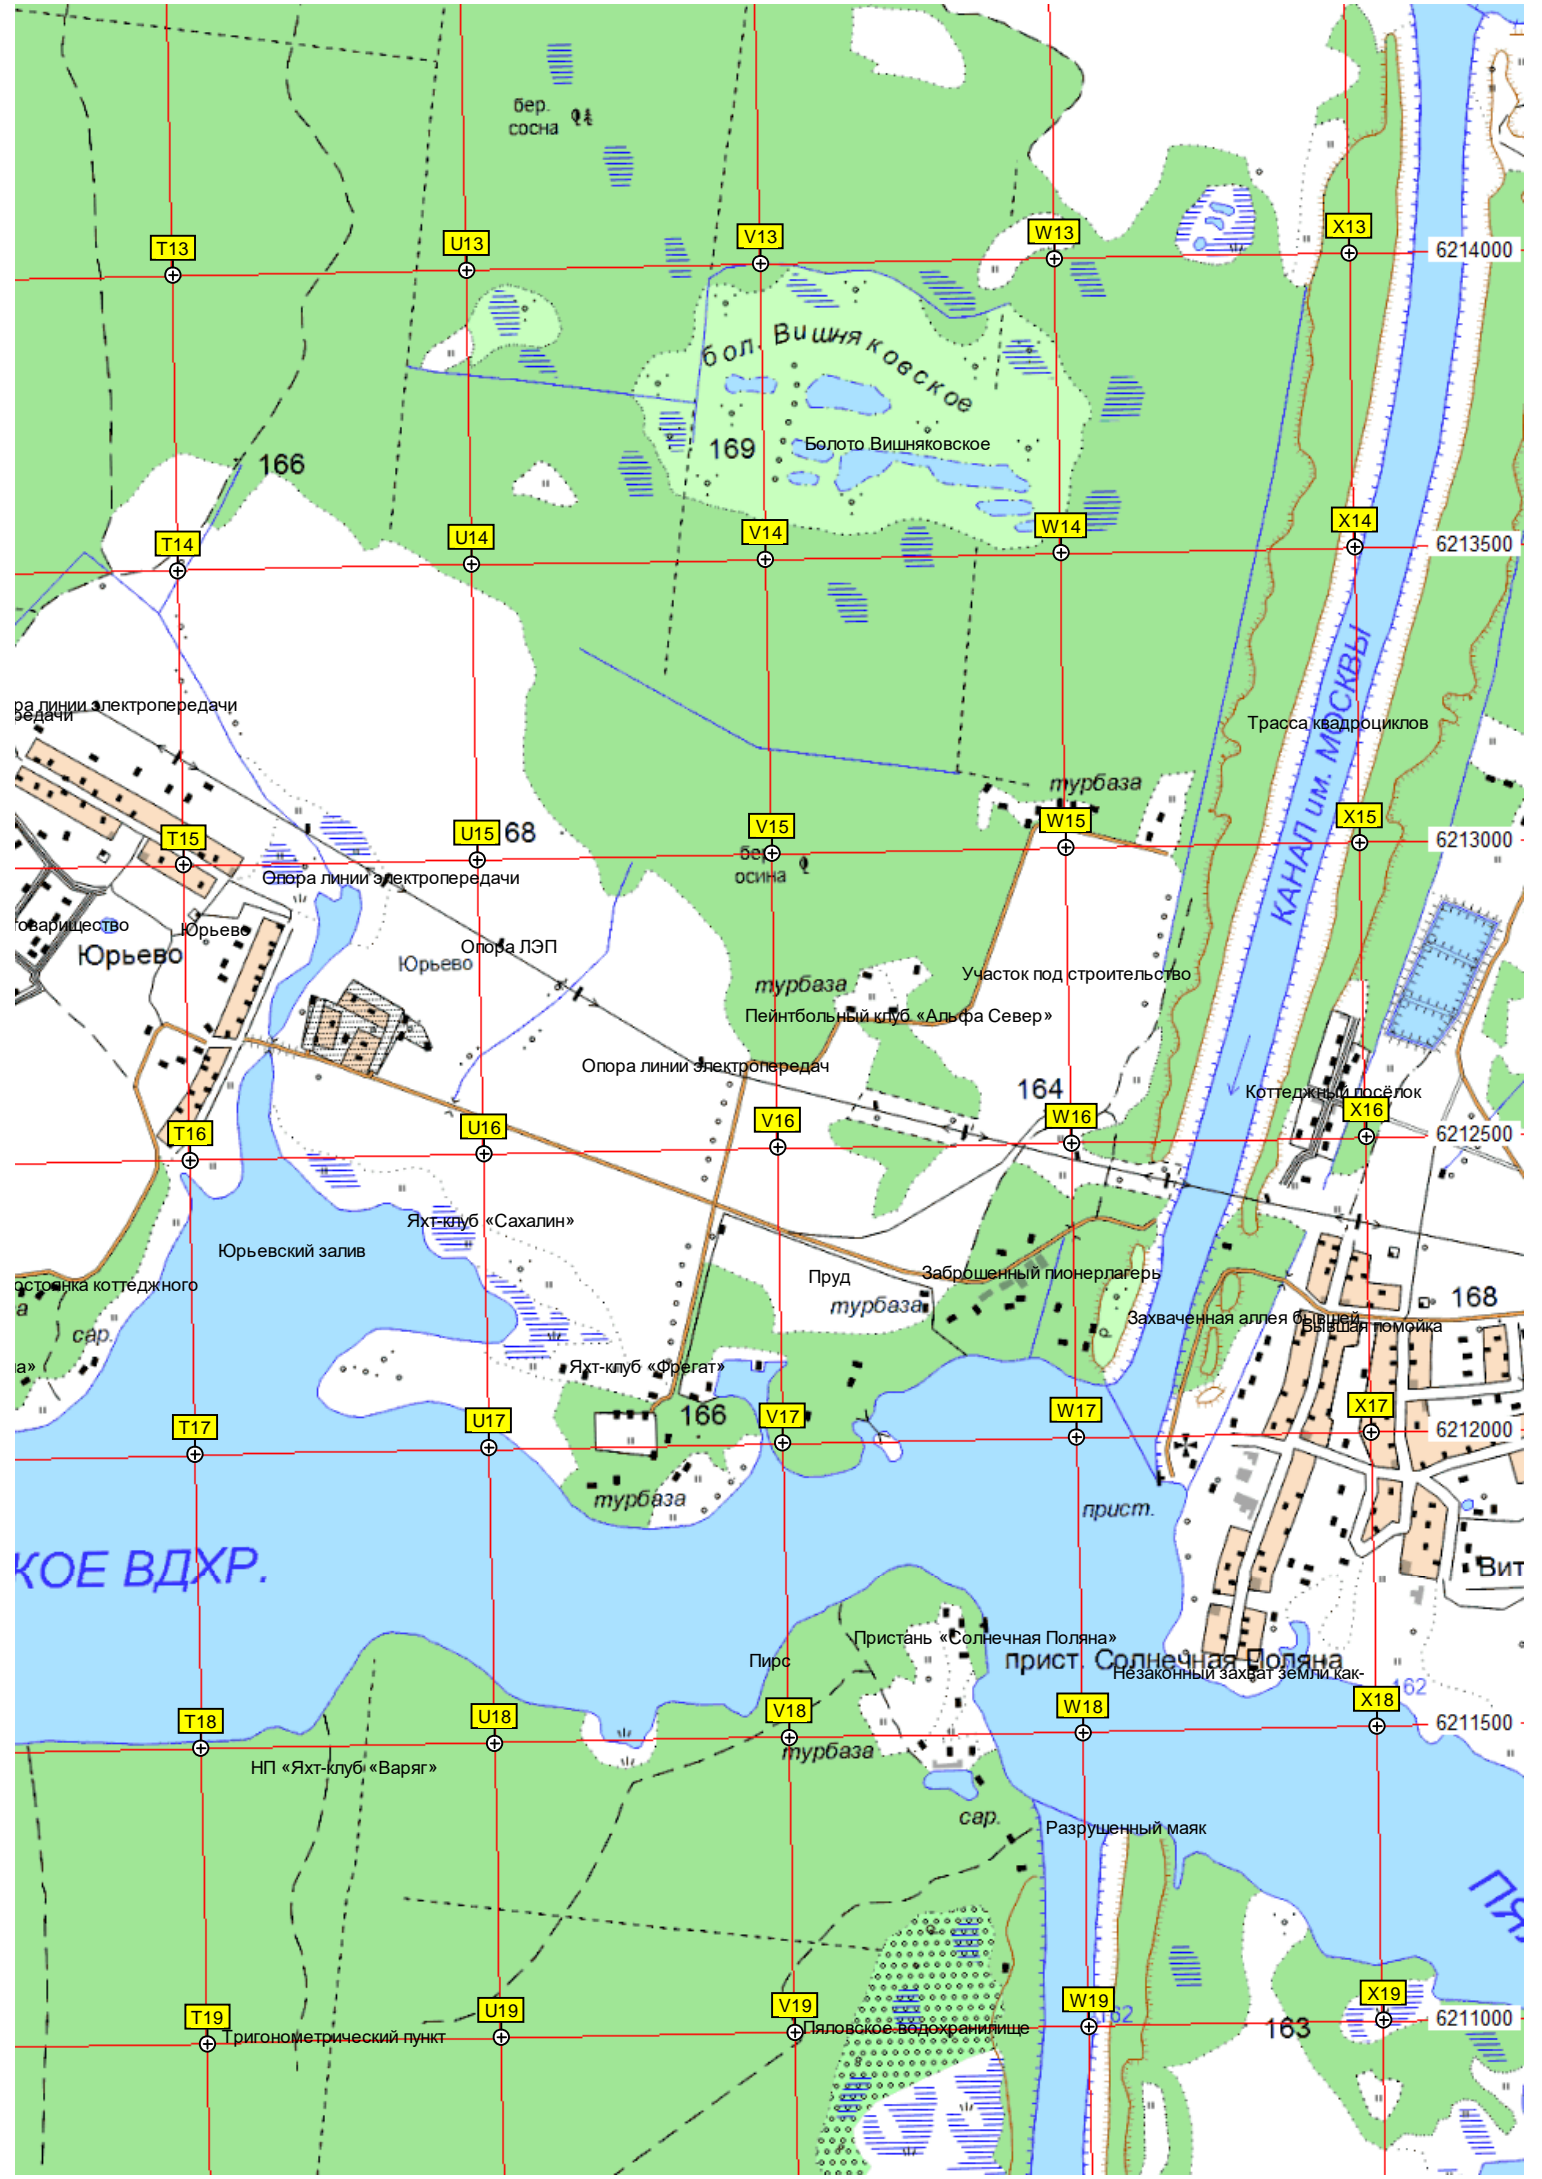 бер.
сосна
T13
U13
V13
W13
X13
6214000
бол. Вишняковское
166
169
Болото Вишняковское
T14
U14
V14
W14
X14
6213500
КАНАЛ им. МОСКВЫ
ра линии электропередачи
редачи
Трасса квадроциклов
турбаза
T15
U15
68
V15
W15
X15
6213000
бер.
осина
Опора линии электропередачи
товарищество
Юрьево
Юрьево
Опора ЛЭП
Юрьево
турбаза
Участок под строительство
Пейнтбольный клуб «Альфа Север»
Опора линии электропередач
164
Коттеджный посёлок
T16
U16
V16
W16
X16
6212500
Яхт-клуб «Сахалин»
Юрьевский залив
остоянка коттеджного
Пруд
Заброшенный пионерлагерь
а
турбаза
168
сар.
Захваченная аллея бывшей
Бывшая помойка
а»
Яхт-клуб «Фрегат»
166
T17
U17
V17
W17
X17
6212000
турбаза
прист.
КОЕ ВДХР.
Вит
Пристань «Солнечная Поляна»
Пирс
прист. Солнечная Поляна
Незаконный захват земли как-
162
T18
U18
V18
W18
X18
6211500
турбаза
НП «Яхт-клуб «Варяг»
сар.
Разрушенный маяк
ПЯ
T19
U19
V19
W19
X19
162
6211000
Тригонометрический пункт
Пяловское водохранилище
163